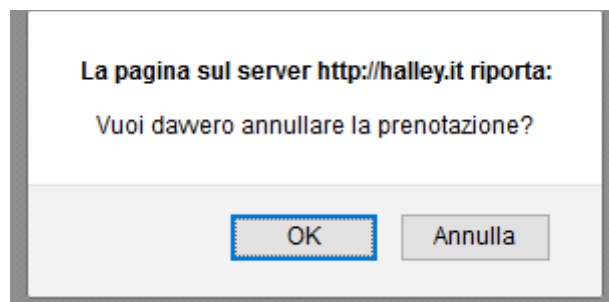 La pagina sul server http://halley.it riporta:
Vuoi davvero annullare la prenotazione?
OK
Annulla